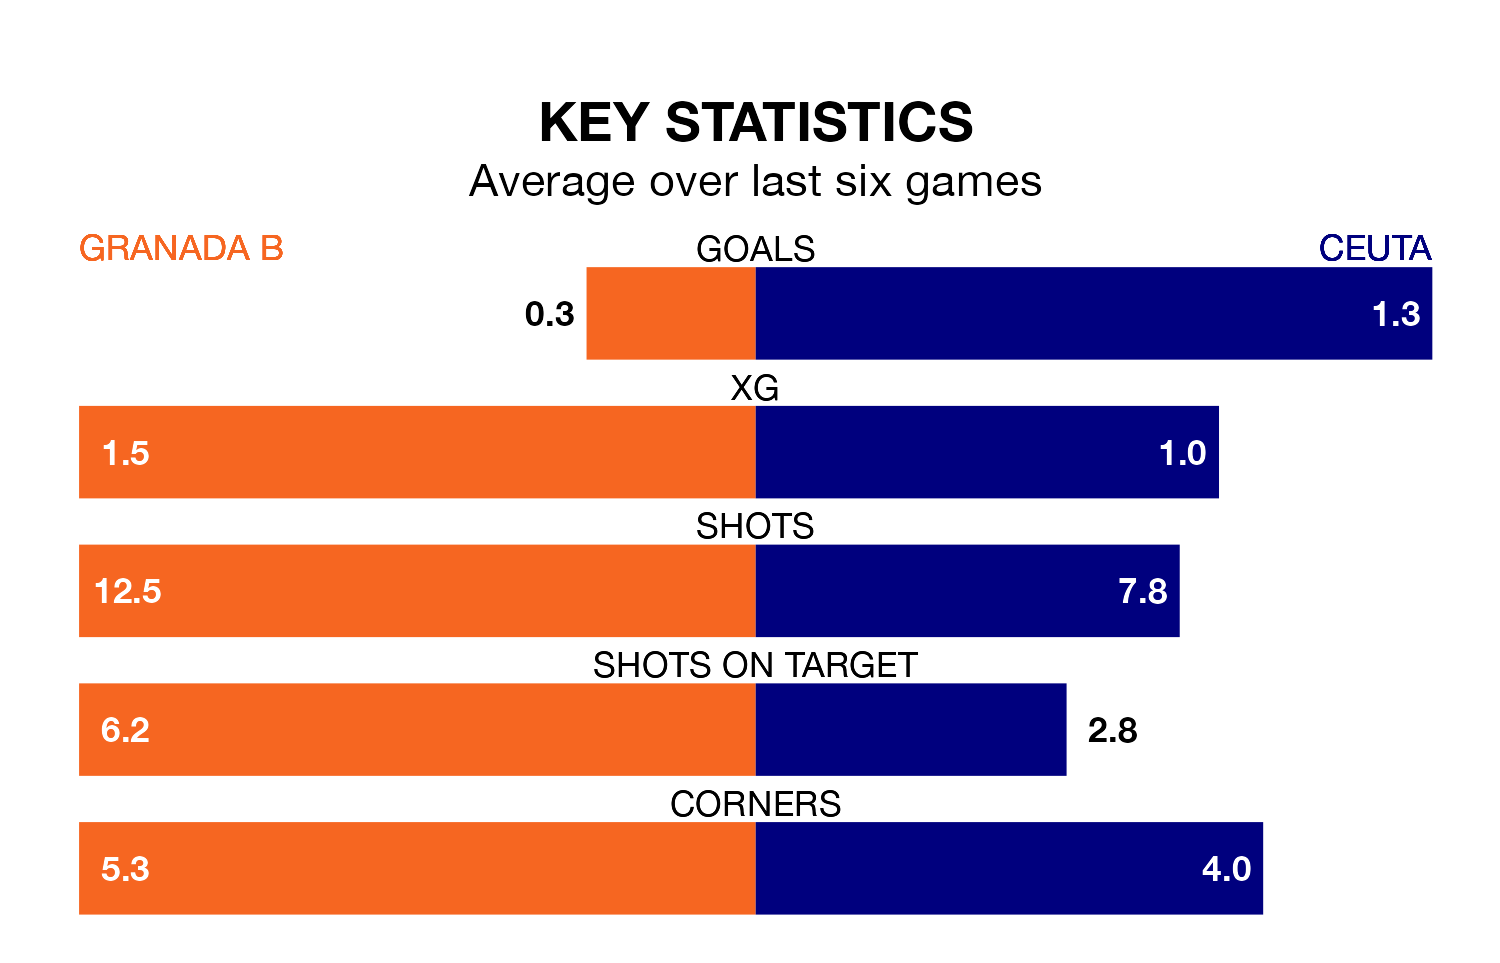 KEY STATISTICS
Average over last six games
GRANADA B GOALS CEUTA
0.3 1.3
XG
1.5 1.0
SHOTS
12.5 7.8
SHOTS ON TARGET
6.2 2.8
CORNERS
5.3 4.0